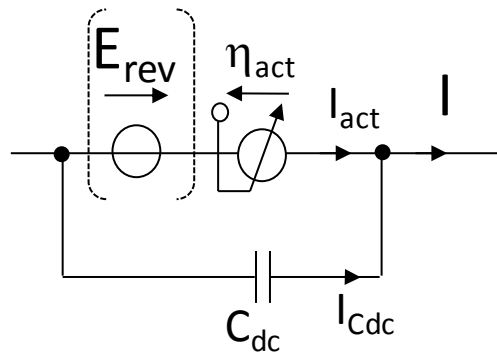 E_rev
η_act
I_act
I
C_dc
I_Cdc